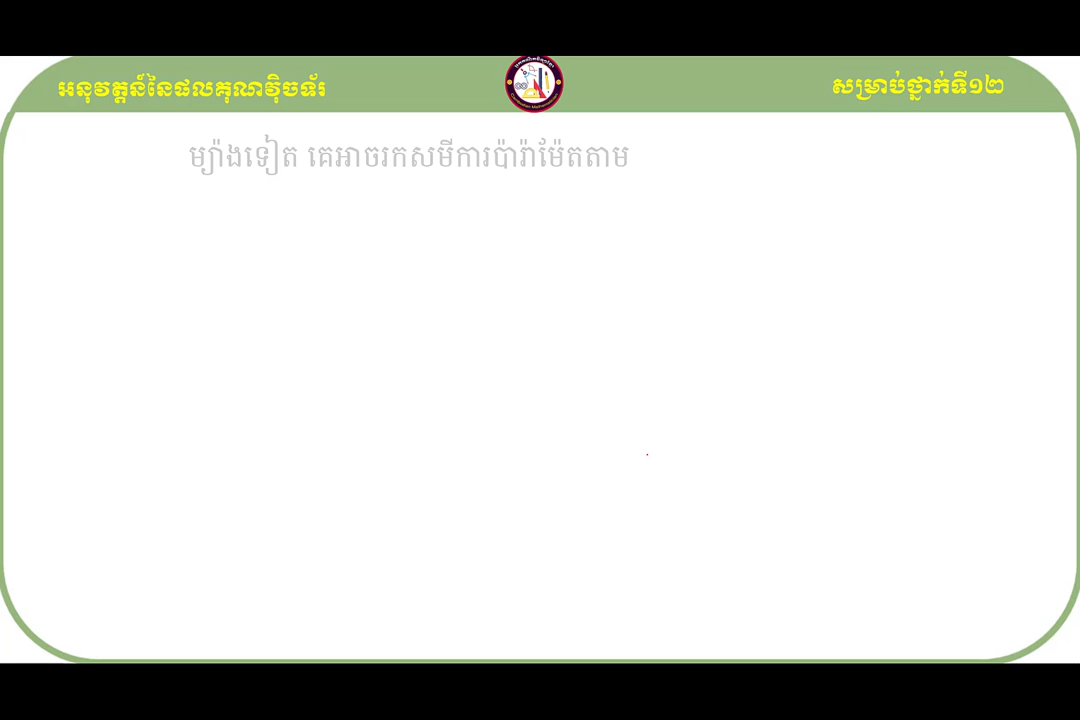 អនុវត្តន៍នៃផលគុណវ៉ិចទ័រ
សម្រាប់ថ្នាក់ទី១២
ម្យ៉ាងទៀត គេអាចរកសមីការប៉ារ៉ាម៉ែតតាម